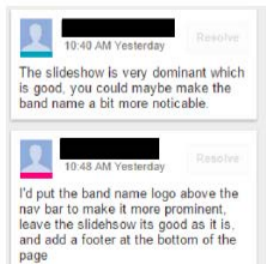 Resolve
10:40 AM Yesterday
The slideshow is very dominant which
is good, you could maybe make the
band name a bit more noticable.
Resolve
10:48 AM Yesterday
I'd put the band name logo above the
nav bar to make it more prominent,
leave the slidehsow its good as it is,
and add a footer at the bottom of the
page